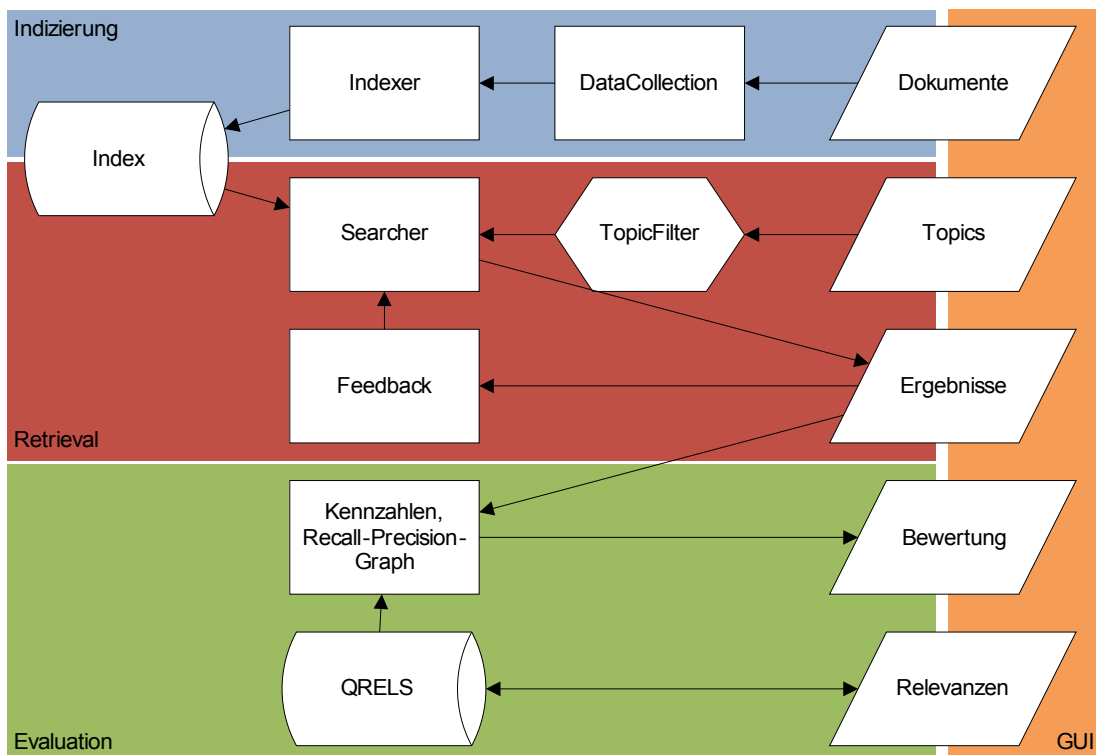 Indizierung
Indexer
DataCollection
Dokumente
Index
Searcher
TopicFilter
Topics
Feedback
Ergebnisse
Retrieval
Kennzahlen,
Recall-Precision-
Graph
Bewertung
QRELS
Relevanzen
Evaluation
GUI